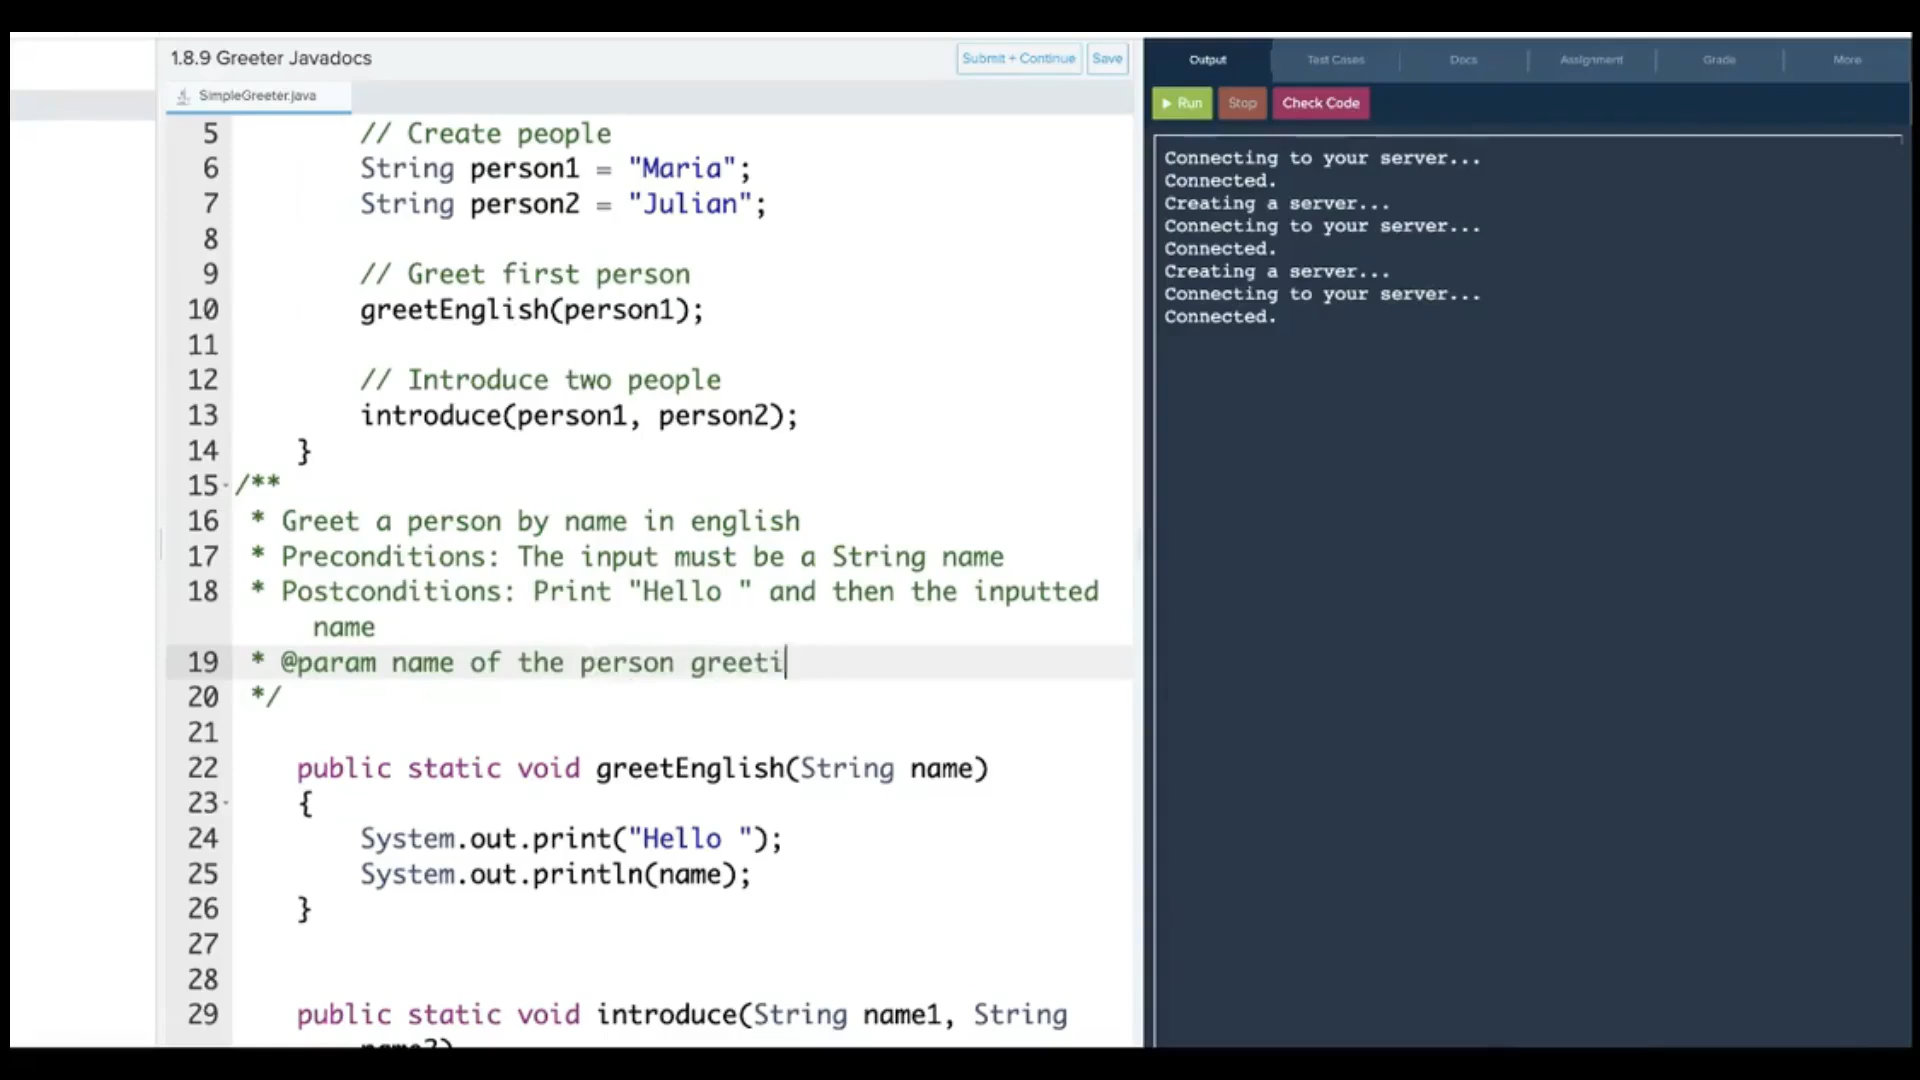 1.8.9 Greeter Javadocs
Submit + Continue
Save
SimpleGreeter.java
5 // Create people
6 String person1 = "Maria";
7 String person2 = "Julian";
8
9 // Greet first person
10 greetEnglish(person1);
11
12 // Introduce two people
13 introduce(person1, person2);
14 }
15 /**
16 * Greet a person by name in english
17 * Preconditions: The input must be a String name
18 * Postconditions: Print "Hello " and then the inputted
name
19 * @param name of the person greeti
20 */
21
22 public static void greetEnglish(String name)
23 {
24 System.out.print("Hello ");
25 System.out.println(name);
26 }
27
28
29 public static void introduce(String name1, String
name2)
Output
Test Cases
Docs
Assignment
Grade
More
Run
Stop
Check Code
Connecting to your server...
Connected.
Creating a server...
Connecting to your server...
Connected.
Creating a server...
Connecting to your server...
Connected.